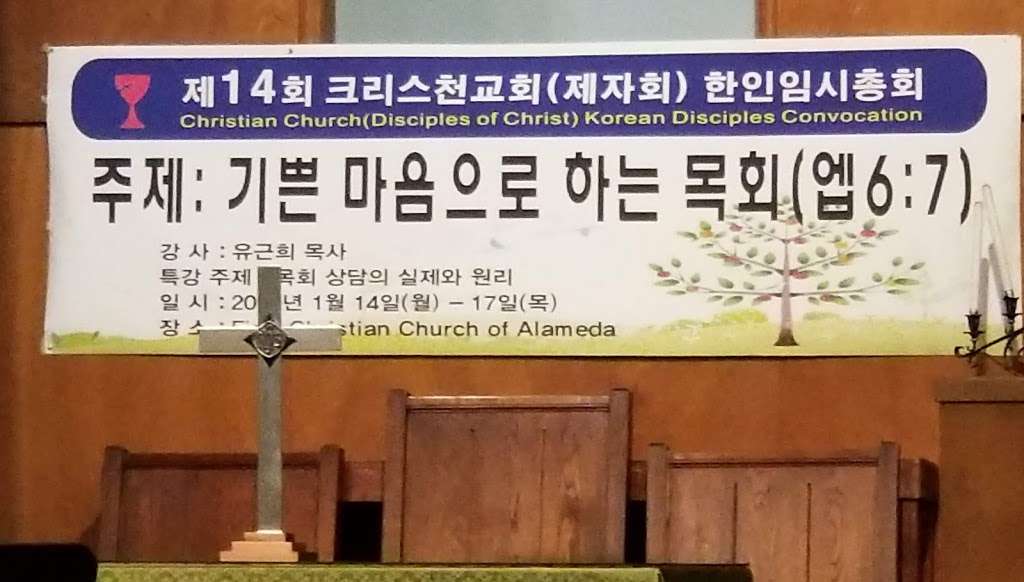 제14회 크리스천교회(제자회) 한인임시총회
Christian Church(Disciples of Christ) Korean Disciples Convocation
주제: 기쁜 마음으로 하는 목회(엡6:7)
강 사 : 유근희 목사
특강 주제 목회 상담의 실제와 원리
일 시 : 1월 14일(월) – 17일(목)
장 소 Church of Alameda